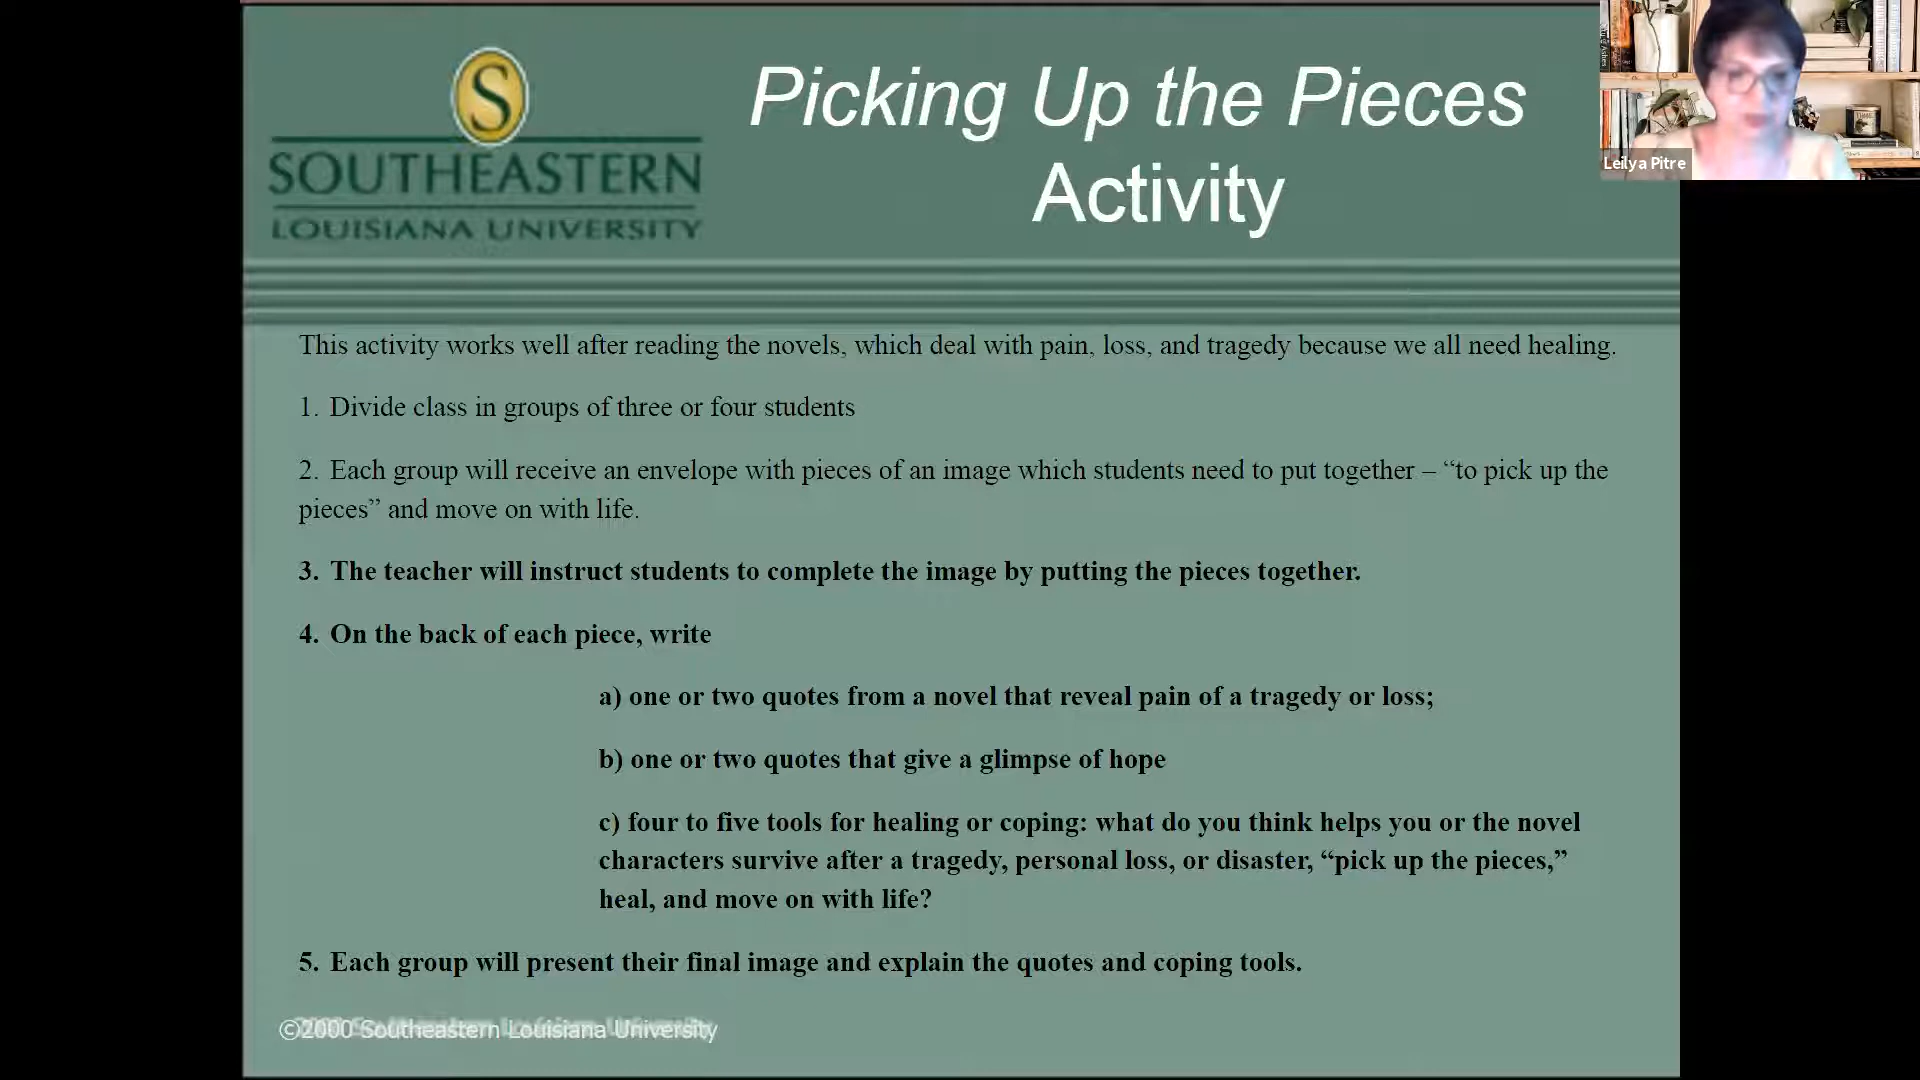 S
SOUTHEASTERN
LOUISIANA UNIVERSITY
Picking Up the Pieces
Activity
Leilya Pitre
This activity works well after reading the novels, which deal with pain, loss, and tragedy because we all need healing.
1. Divide class in groups of three or four students
2. Each group will receive an envelope with pieces of an image which students need to put together – “to pick up the
pieces” and move on with life.
3. The teacher will instruct students to complete the image by putting the pieces together.
4. On the back of each piece, write
a) one or two quotes from a novel that reveal pain of a tragedy or loss;
b) one or two quotes that give a glimpse of hope
c) four to five tools for healing or coping: what do you think helps you or the novel
characters survive after a tragedy, personal loss, or disaster, “pick up the pieces,”
heal, and move on with life?
5. Each group will present their final image and explain the quotes and coping tools.
©2000 Southeastern Louisiana University